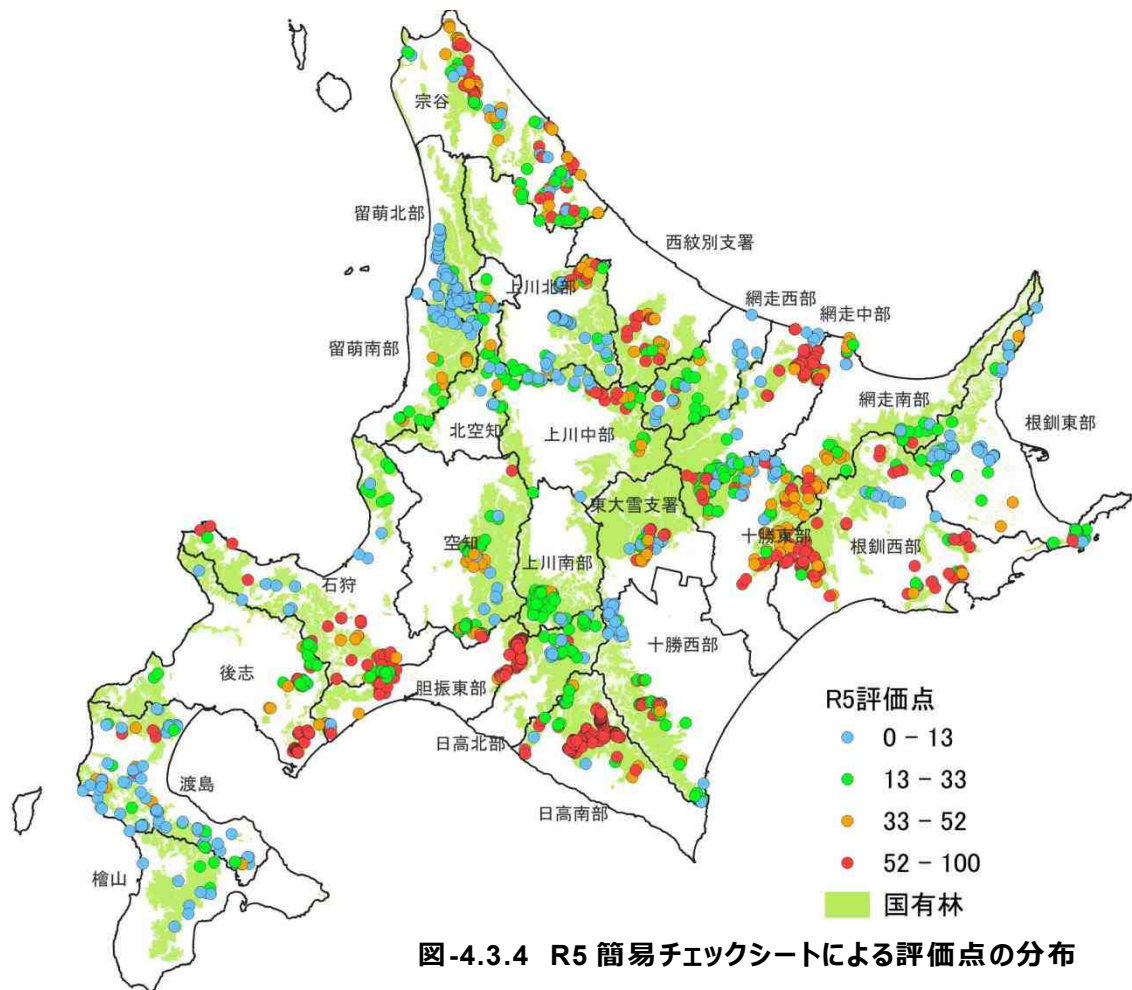 宗谷
留萌北部
西紋別支署
上川北部
網走西部
網走中部
留萌南部
網走南部
北空知
上川中部
根釧東部
東大雪支署
空知
十勝東部
根釧西部
上川南部
石狩
十勝西部
後志
胆振東部
日高北部
渡島
日高南部
檜山
R5評価点
0 - 13
13 - 33
33 - 52
52 - 100
国有林
図-4.3.4 R5 簡易チェックシートによる評価点の分布